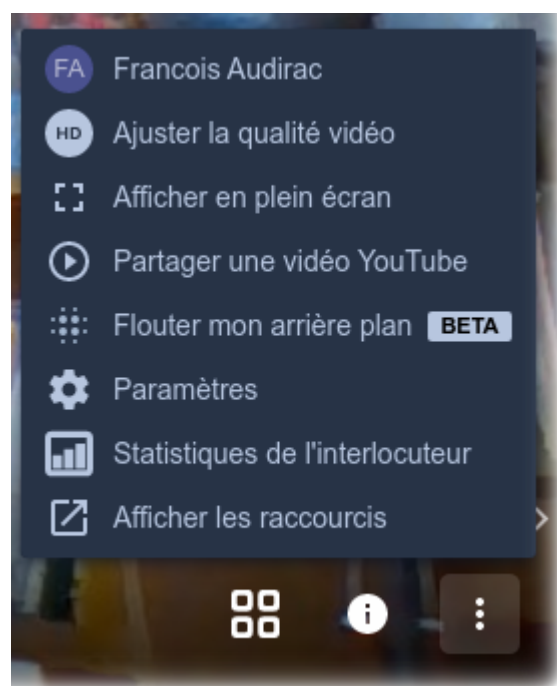 FA Francois Audirac
HD Ajuster la qualité vidéo
Afficher en plein écran
Partager une vidéo YouTube
Flouter mon arrière plan BETA
Paramètres
Statistiques de l'interlocuteur
Afficher les raccourcis